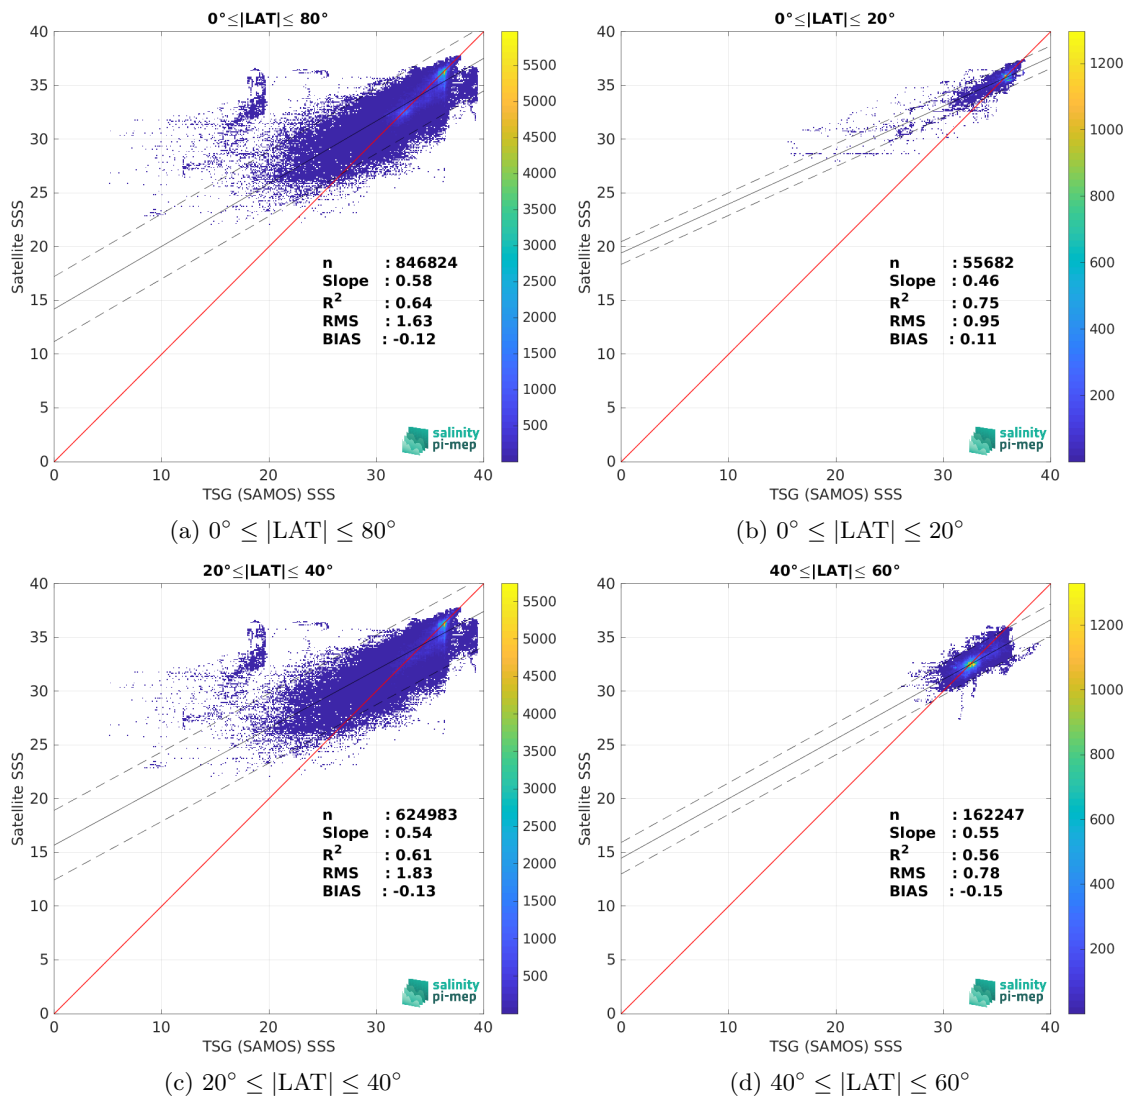 0°≤|LAT|≤ 80°
40
35
30
25
20
15
10
5
0
Satellite SSS
0
10
20
30
40
TSG (SAMOS) SSS
n : 846824
Slope : 0.58
R² : 0.64
RMS : 1.63
BIAS : -0.12
salinity
pi-mep
5500
5000
4500
4000
3500
3000
2500
2000
1500
1000
500
(a) 0° ≤ |LAT| ≤ 80°
0°≤|LAT|≤ 20°
40
35
30
25
20
15
10
5
0
Satellite SSS
0
10
20
30
40
TSG (SAMOS) SSS
n : 55682
Slope : 0.46
R² : 0.75
RMS : 0.95
BIAS : 0.11
salinity
pi-mep
1200
1000
800
600
400
200
(b) 0° ≤ |LAT| ≤ 20°
20°≤|LAT|≤ 40°
40
35
30
25
20
15
10
5
0
Satellite SSS
0
10
20
30
40
TSG (SAMOS) SSS
n : 624983
Slope : 0.54
R² : 0.61
RMS : 1.83
BIAS : -0.13
salinity
pi-mep
5500
5000
4500
4000
3500
3000
2500
2000
1500
1000
500
(c) 20° ≤ |LAT| ≤ 40°
40°≤|LAT|≤ 60°
40
35
30
25
20
15
10
5
0
Satellite SSS
0
10
20
30
40
TSG (SAMOS) SSS
n : 162247
Slope : 0.55
R² : 0.56
RMS : 0.78
BIAS : -0.15
salinity
pi-mep
1200
1000
800
600
400
200
(d) 40° ≤ |LAT| ≤ 60°